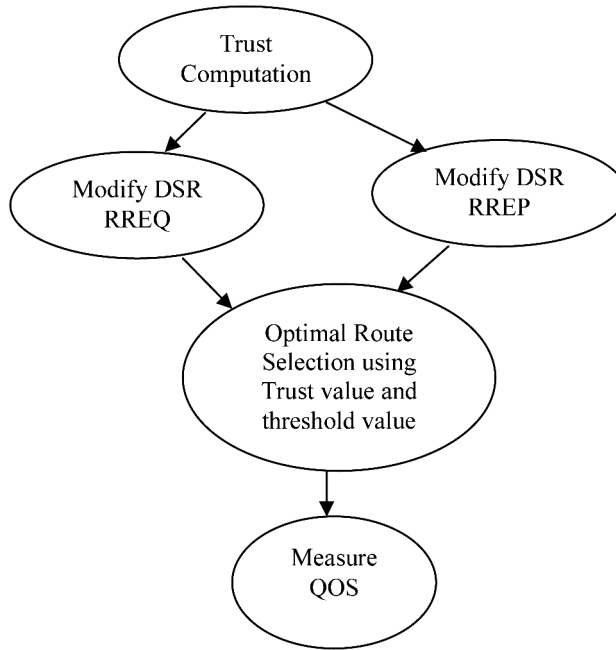 Trust
Computation
Modify DSR
RREQ
Modify DSR
RREP
Optimal Route
Selection using
Trust value and
threshold value
Measure
QOS